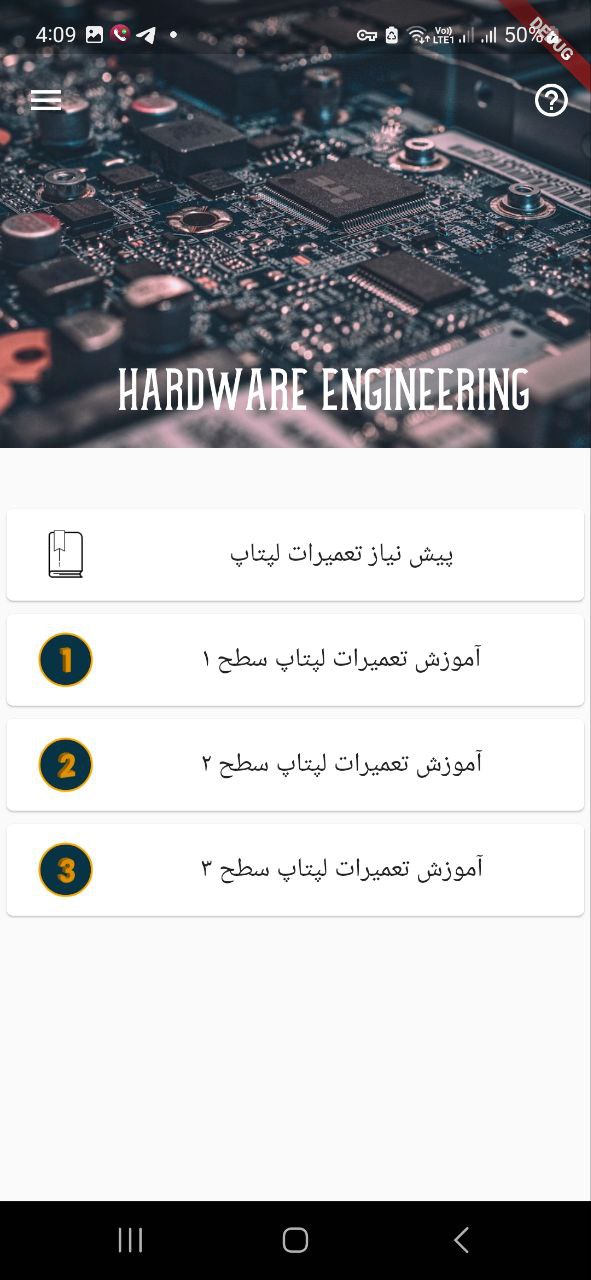 4:09
Vo)) LTE1
50%
DEBUG
HARDWARE ENGINEERING
پیش نیاز تعمیرات لپتاپ
1
آموزش تعمیرات لپتاپ سطح ۱
2
آموزش تعمیرات لپتاپ سطح ۲
3
آموزش تعمیرات لپتاپ سطح ۳